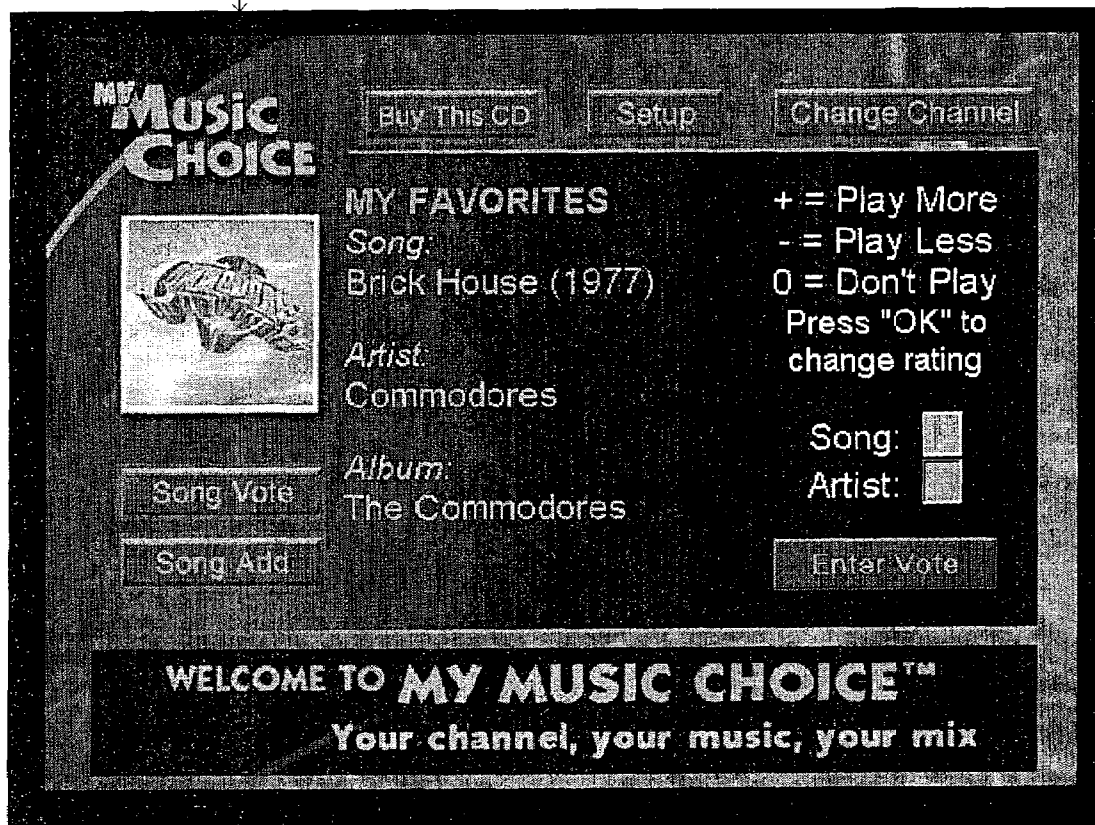 MY MUSIC CHOICE
Buy This CD
Setup
Change Channel
MY FAVORITES
Song:
Brick House (1977)
Artist:
Commodores
Album:
The Commodores
Song Vote
Song Add
+ = Play More
- = Play Less
0 = Don't Play
Press "OK" to
change rating
Song:
Artist:
Enter Vote
WELCOME TO MY MUSIC CHOICE™
Your channel, your music, your mix